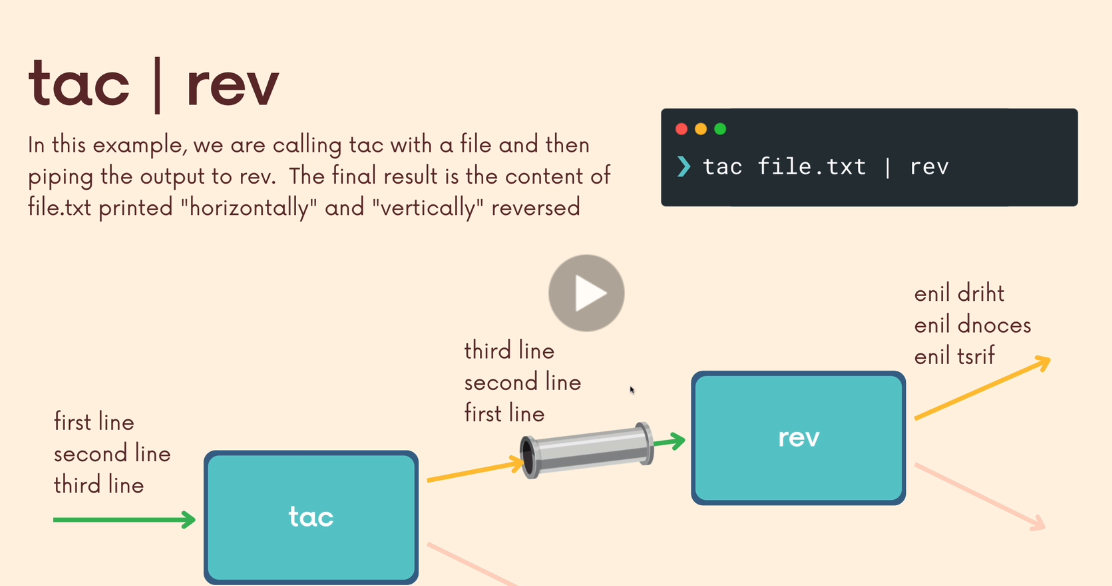 tac | rev
In this example, we are calling tac with a file and then
piping the output to rev. The final result is the content of
file.txt printed "horizontally" and "vertically" reversed
❯ tac file.txt | rev
first line
second line
third line
tac
third line
second line
first line
rev
enil driht
enil dnoces
enil tsrif